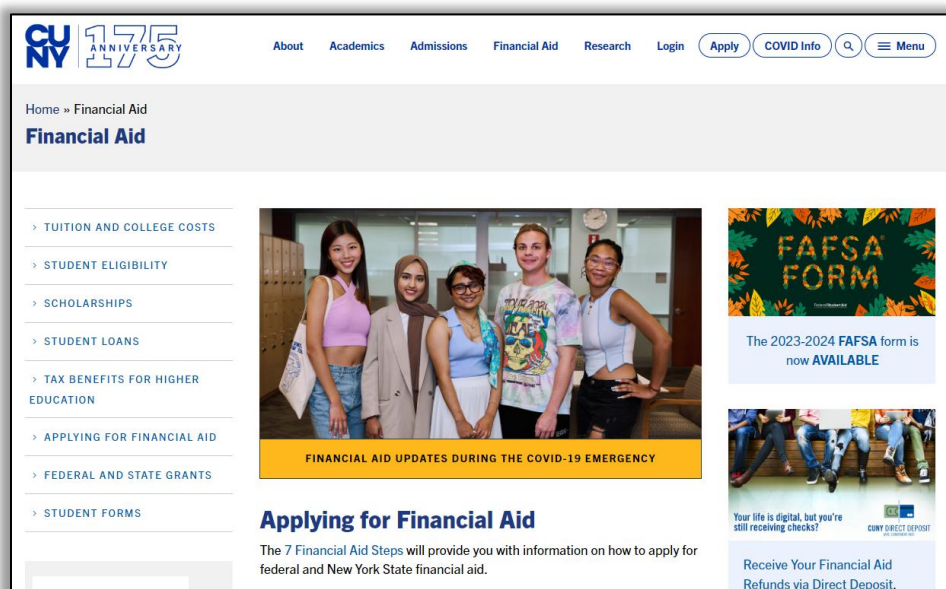 CU
NY
175
ANNIVERSARY
About Academics Admissions Financial Aid Research Login Apply COVID Info Menu
Home » Financial Aid
Financial Aid
› TUITION AND COLLEGE COSTS
› STUDENT ELIGIBILITY
› SCHOLARSHIPS
› STUDENT LOANS
› TAX BENEFITS FOR HIGHER
EDUCATION
› APPLYING FOR FINANCIAL AID
› FEDERAL AND STATE GRANTS
› STUDENT FORMS
FINANCIAL AID UPDATES DURING THE COVID-19 EMERGENCY
Applying for Financial Aid
The 7 Financial Aid Steps will provide you with information on how to apply for
federal and New York State financial aid.
FAFSA
FORM
The 2023-2024 FAFSA form is
now AVAILABLE
Your life is digital, but you're
still receiving checks?
CUNY DIRECT DEPOSIT
Receive Your Financial Aid
Refunds via Direct Deposit.